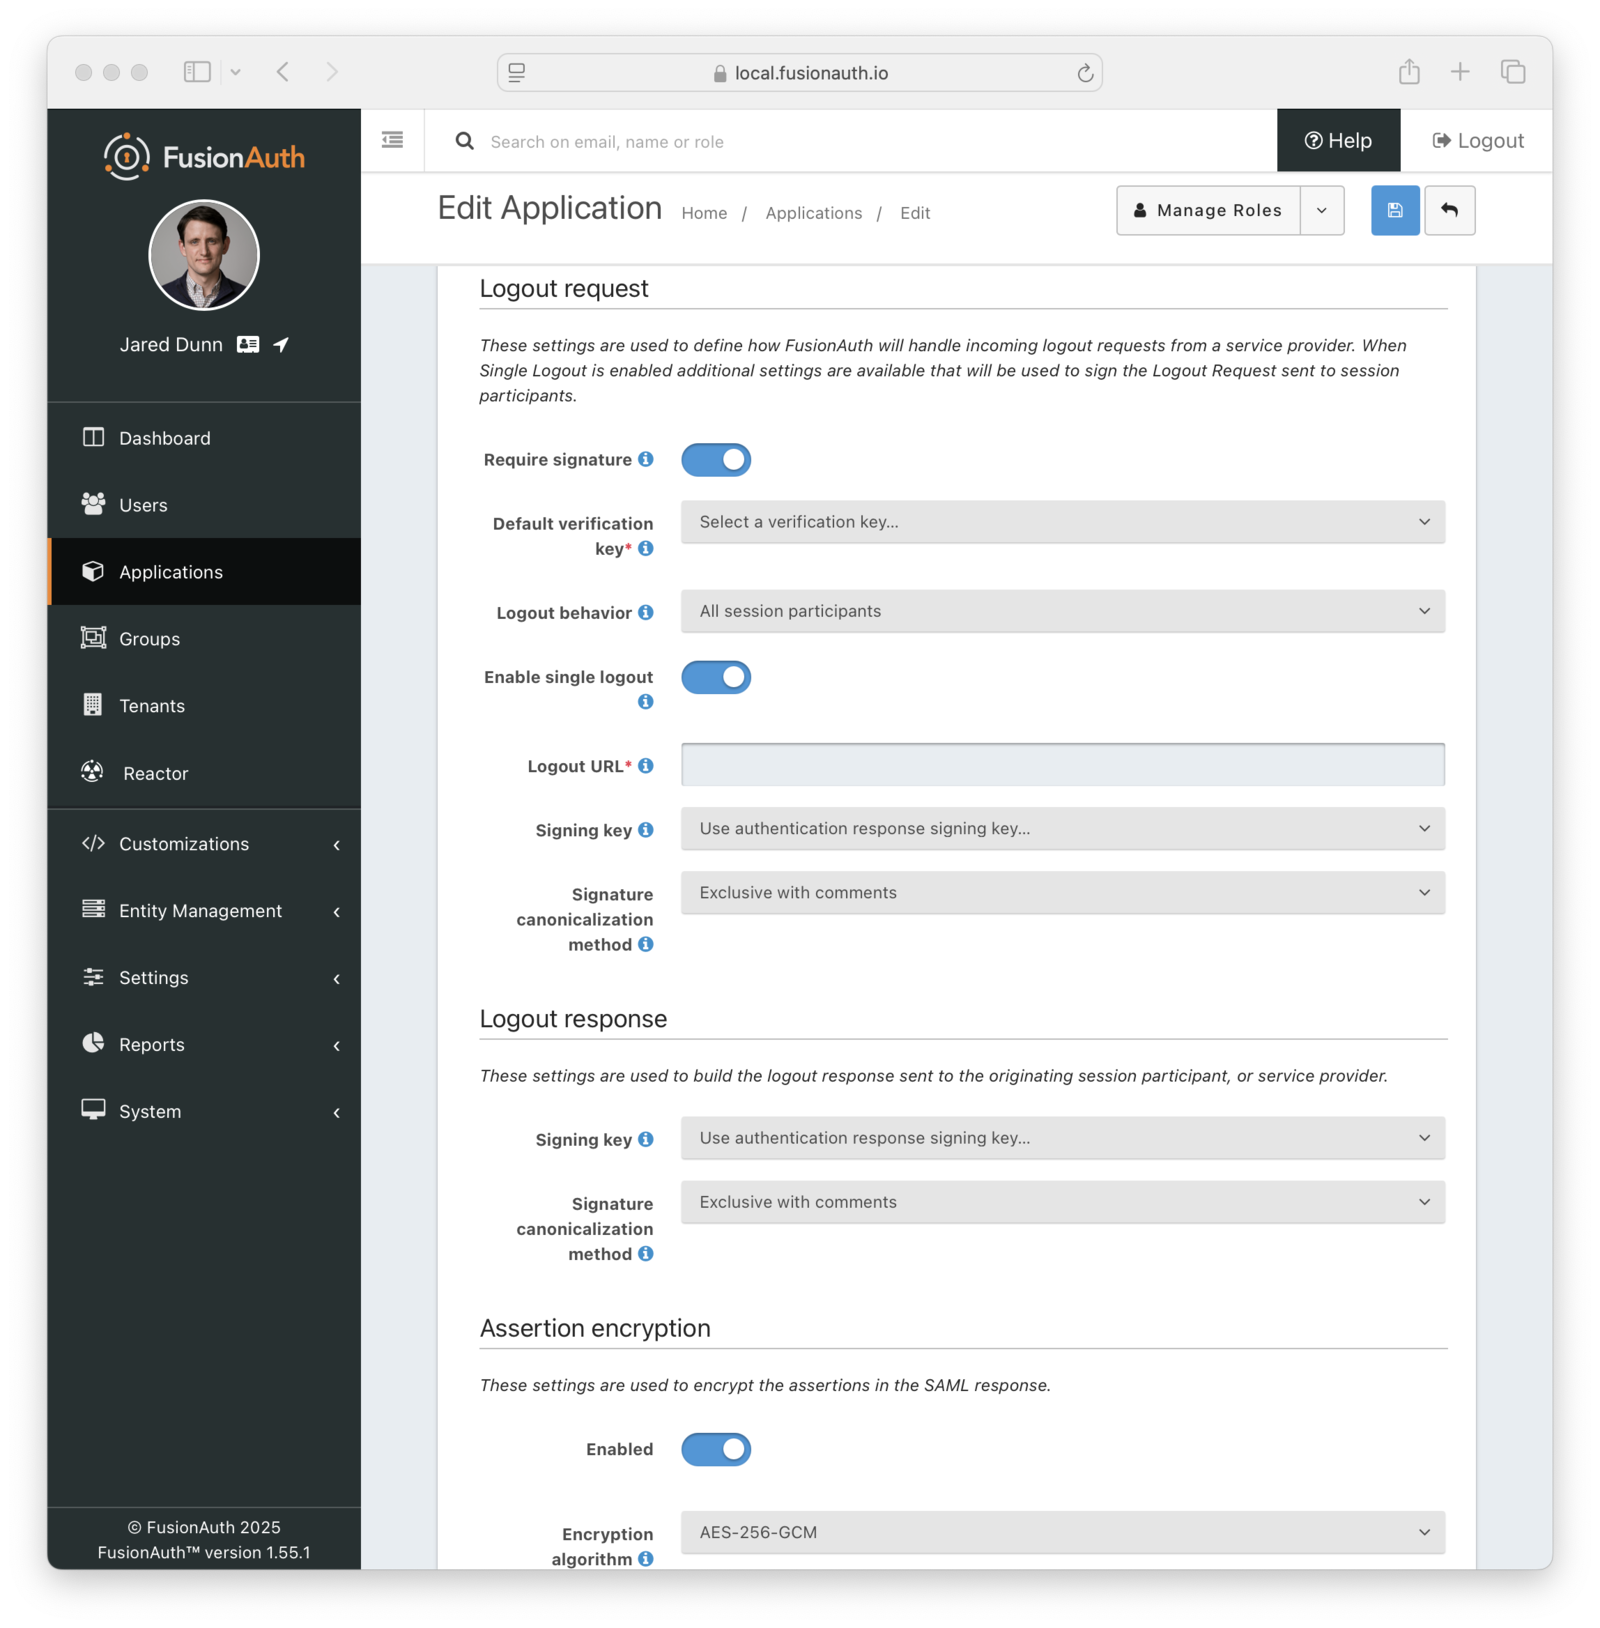 local.fusionauth.io
FusionAuth
Search on email, name or role
Help
Logout
Edit Application
Home / Applications / Edit
Manage Roles
Jared Dunn
Dashboard
Users
Applications
Groups
Tenants
Reactor
Customizations
Entity Management
Settings
Reports
System
© FusionAuth 2025
FusionAuth™ version 1.55.1
Logout request
These settings are used to define how FusionAuth will handle incoming logout requests from a service provider. When
Single Logout is enabled additional settings are available that will be used to sign the Logout Request sent to session
participants.
Require signature
Default verification
key*
Select a verification key...
Logout behavior
All session participants
Enable single logout
Logout URL*
Signing key
Use authentication response signing key...
Signature
canonicalization
method
Exclusive with comments
Logout response
These settings are used to build the logout response sent to the originating session participant, or service provider.
Signing key
Use authentication response signing key...
Signature
canonicalization
method
Exclusive with comments
Assertion encryption
These settings are used to encrypt the assertions in the SAML response.
Enabled
Encryption
algorithm
AES-256-GCM